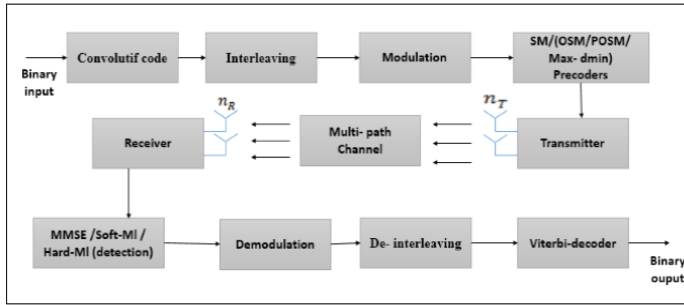 Convolutif code
Interleaving
Modulation
SM/(OSM/POSM/
Max- dmin)
Precoders
Binary
input
n_R
n_T
Receiver
Multi- path
Channel
Transmitter
MMSE /Soft-Ml /
Hard-Ml (detection)
Demodulation
De- interleaving
Viterbi-decoder
Binary
ouput